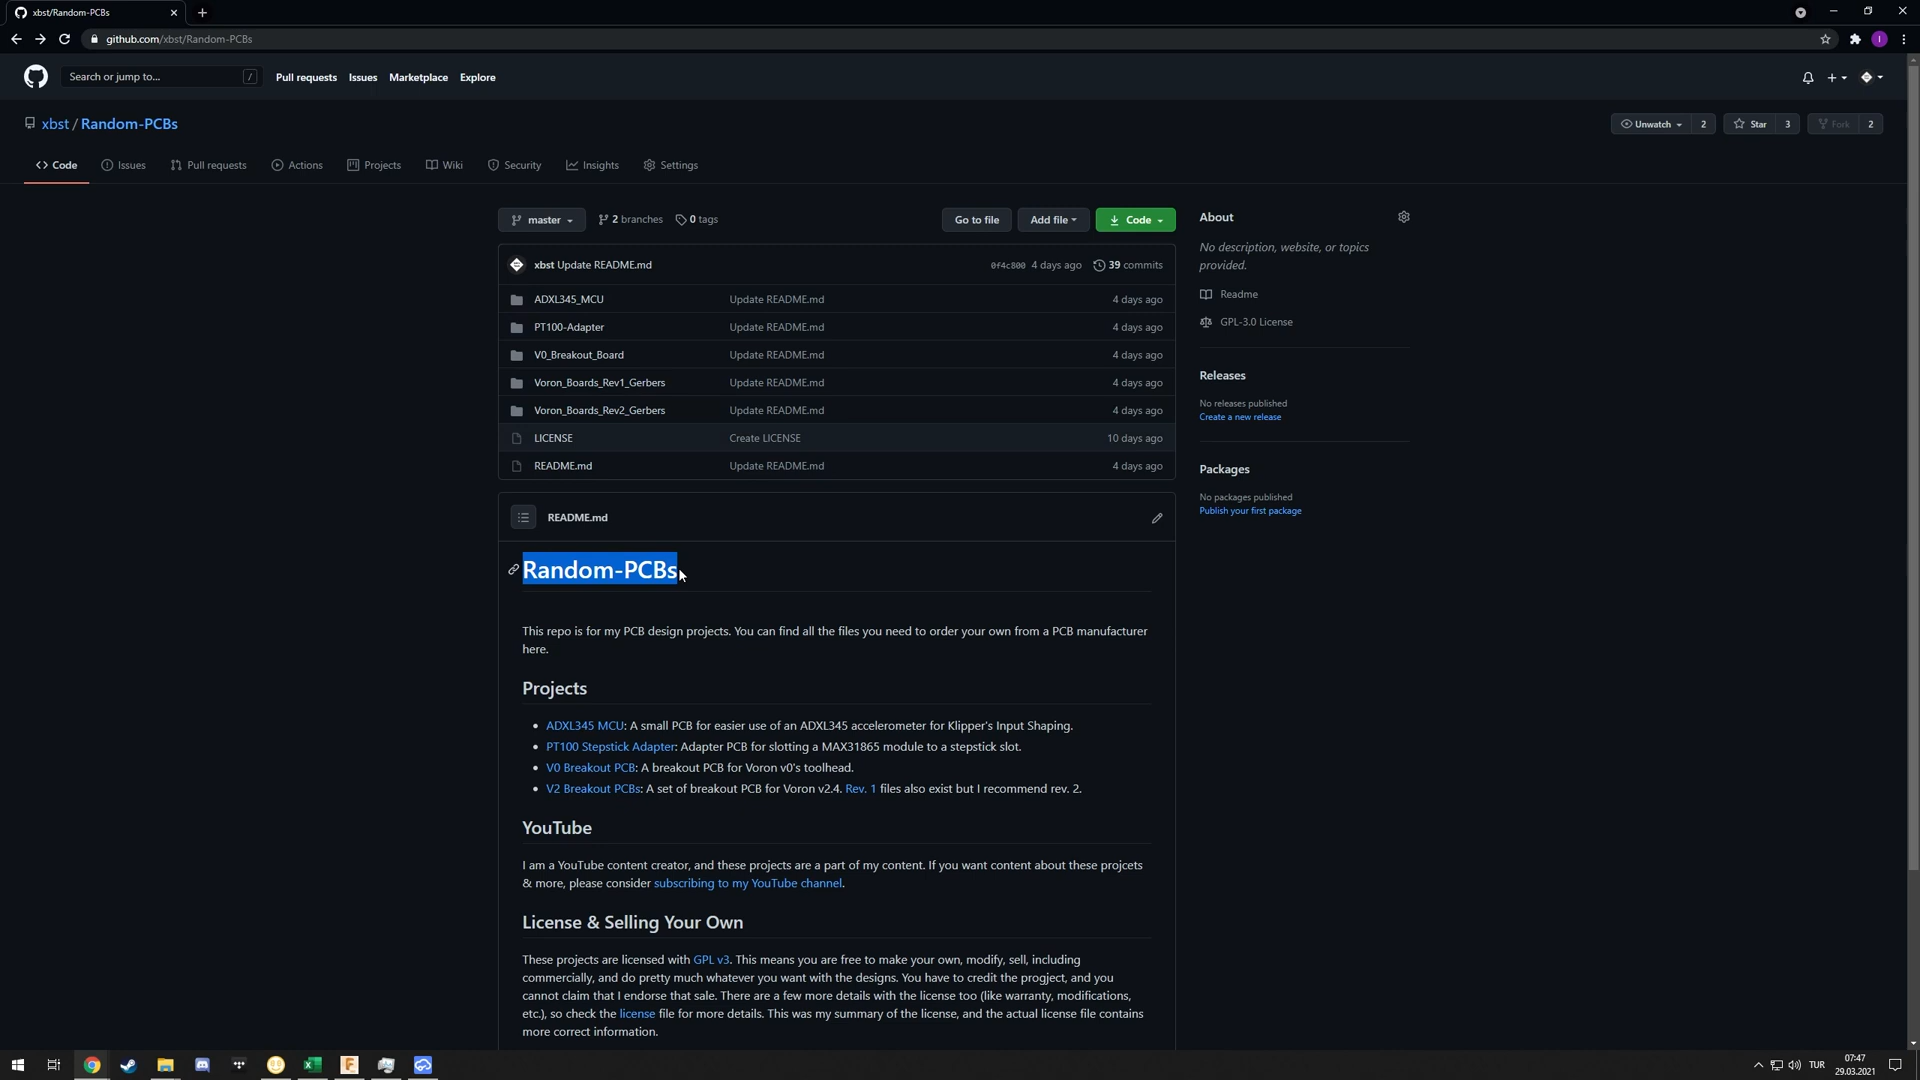 xbst/Random-PCBs
github.com/xbst/Random-PCBs
Search or jump to... /
Pull requests Issues Marketplace Explore
xbst / Random-PCBs
Unwatch 2 Star 3 Fork 2
Code Issues Pull requests Actions Projects Wiki Security Insights Settings
master 2 branches 0 tags Go to file Add file Code
xbst Update README.md 0f4c800 4 days ago 39 commits
ADXL345_MCU Update README.md 4 days ago
PT100-Adapter Update README.md 4 days ago
V0_Breakout_Board Update README.md 4 days ago
Voron_Boards_Rev1_Gerbers Update README.md 4 days ago
Voron_Boards_Rev2_Gerbers Update README.md 4 days ago
LICENSE Create LICENSE 10 days ago
README.md Update README.md 4 days ago
About
No description, website, or topics
provided.
Readme
GPL-3.0 License
Releases
No releases published
Create a new release
Packages
No packages published
Publish your first package
README.md
Random-PCBs
This repo is for my PCB design projects. You can find all the files you need to order your own from a PCB manufacturer
here.
Projects
• ADXL345 MCU: A small PCB for easier use of an ADXL345 accelerometer for Klipper's Input Shaping.
• PT100 Stepstick Adapter: Adapter PCB for slotting a MAX31865 module to a stepstick slot.
• V0 Breakout PCB: A breakout PCB for Voron v0's toolhead.
• V2 Breakout PCBs: A set of breakout PCB for Voron v2.4. Rev. 1 files also exist but I recommend rev. 2.
YouTube
I am a YouTube content creator, and these projects are a part of my content. If you want content about these projcets
& more, please consider subscribing to my YouTube channel.
License & Selling Your Own
These projects are licensed with GPL v3. This means you are free to make your own, modify, sell, including
commercially, and do pretty much whatever you want with the designs. You have to credit the progject, and you
cannot claim that I endorse that sale. There are a few more details with the license too (like warranty, modifications,
etc.), so check the license file for more details. This was my summary of the license, and the actual license file contains
more correct information.
TUR
07:47
29.03.2021